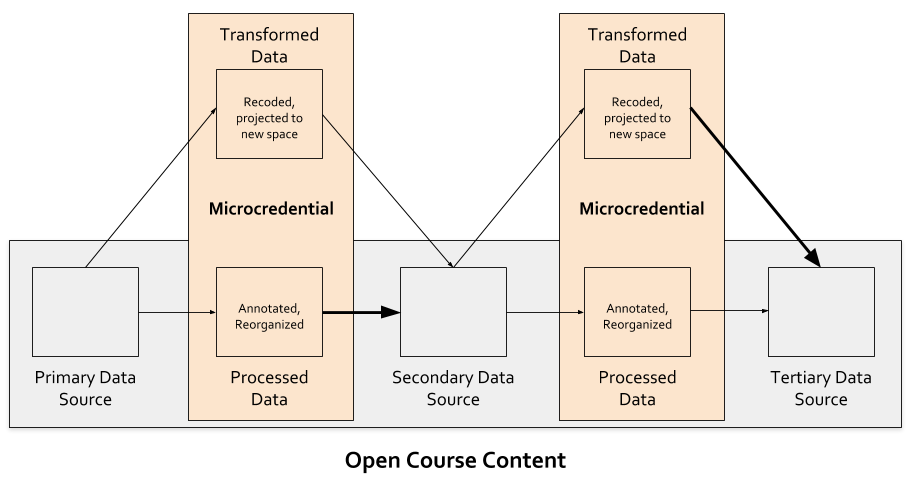 Transformed
Data
Recoded,
projected to
new space
Microcredential
Annotated,
Reorganized
Processed
Data
Transformed
Data
Recoded,
projected to
new space
Microcredential
Annotated,
Reorganized
Processed
Data
Primary Data
Source
Secondary Data
Source
Tertiary Data
Source
Open Course Content